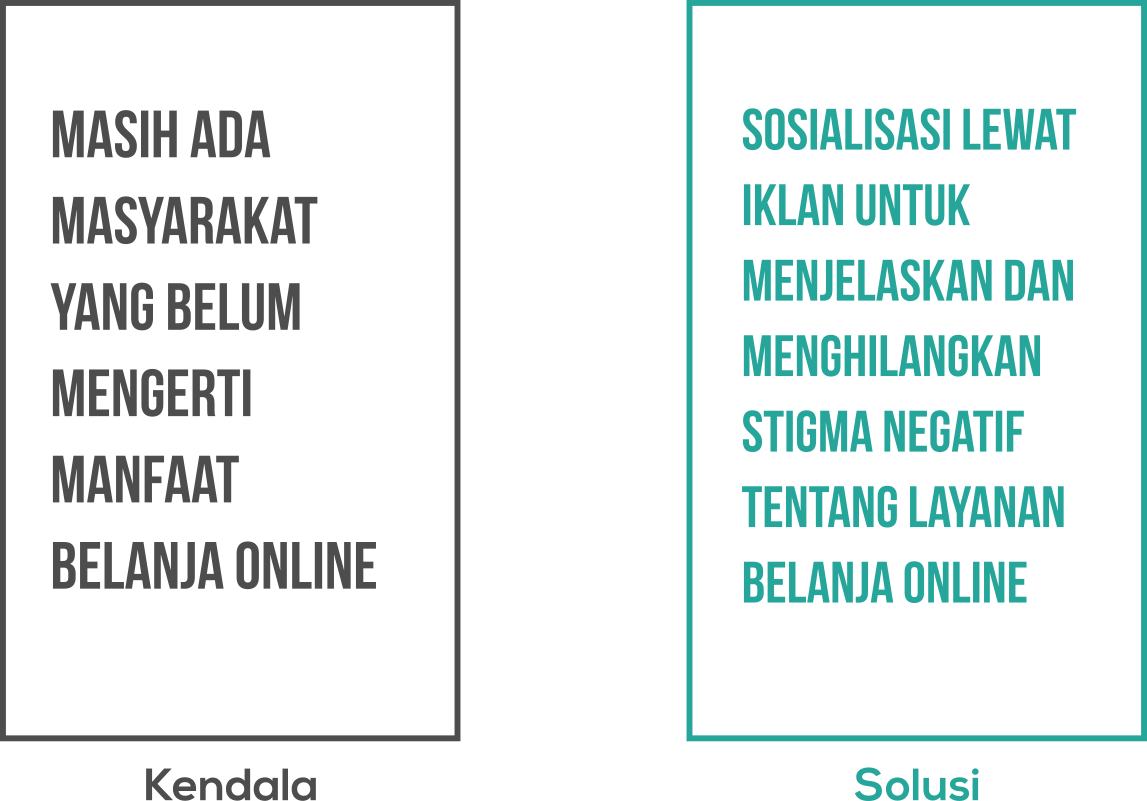 MASIH ADA
MASYARAKAT
YANG BELUM
MENGERTI
MANFAAT
BELANJA ONLINE
Kendala
SOSIALISASI LEWAT
IKLAN UNTUK
MENJELASKAN DAN
MENGHILANGKAN
STIGMA NEGATIF
TENTANG LAYANAN
BELANJA ONLINE
Solusi